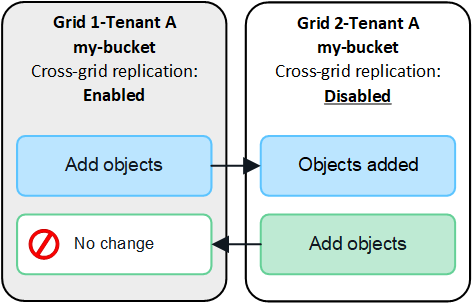 Grid 1-Tenant A
my-bucket
Cross-grid replication:
Enabled
Add objects
No change
Grid 2-Tenant A
my-bucket
Cross-grid replication:
Disabled
Objects added
Add objects